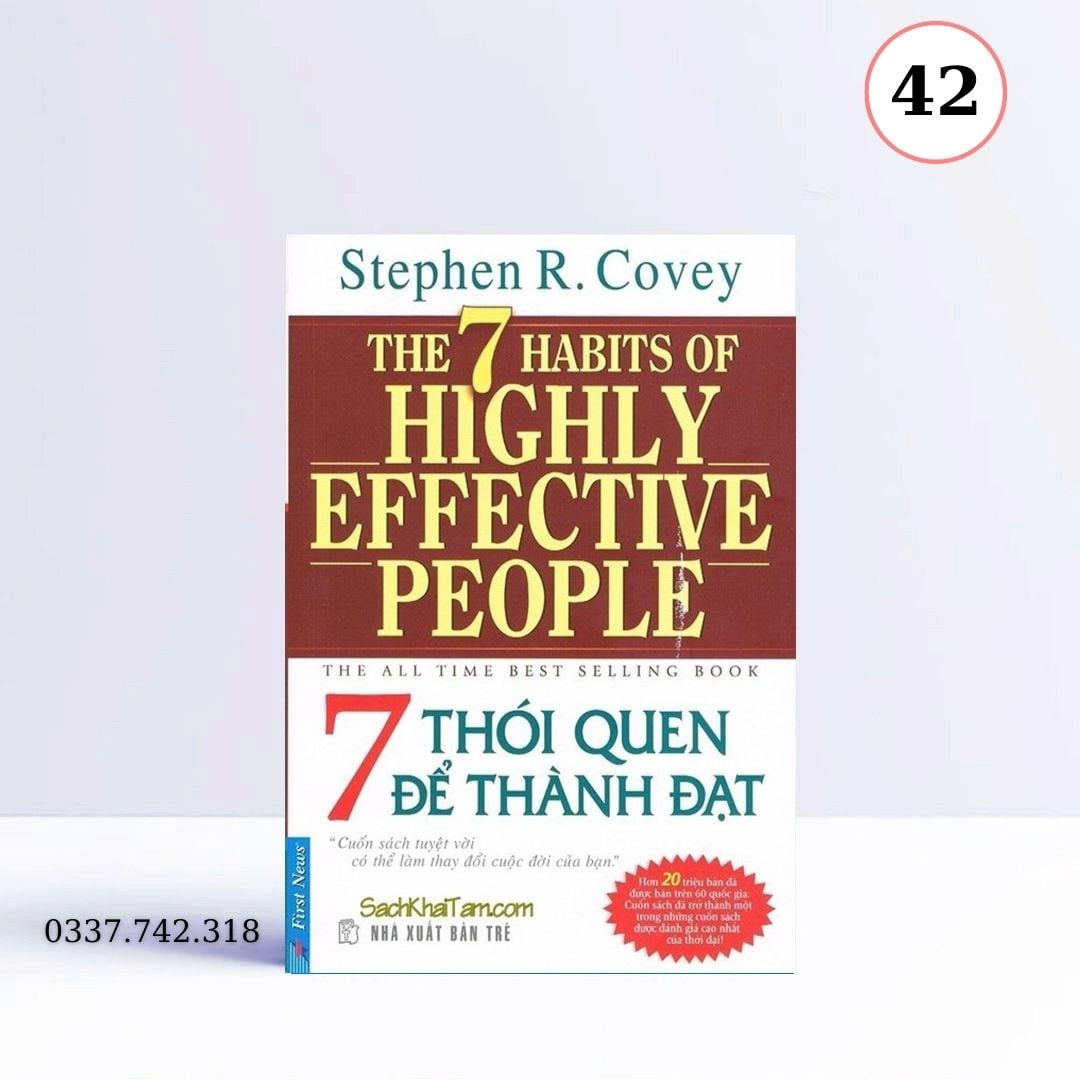 42
Stephen R. Covey
THE 7 HABITS OF
HIGHLY
EFFECTIVE
PEOPLE
THE ALL TIME BEST SELLING BOOK
7 THÓI QUEN
ĐỂ THÀNH ĐẠT
“Cuốn sách tuyệt vời
có thể làm thay đổi cuộc đời của bạn.”
Hơn 20 triệu bản đã
được bán trên 60 quốc gia.
Cuốn sách đã trở thành một
trong những cuốn sách
được đánh giá cao nhất
của thời đại!
SachKhaiTam.com
NHÀ XUẤT BẢN TRẺ
First News
0337.742.318